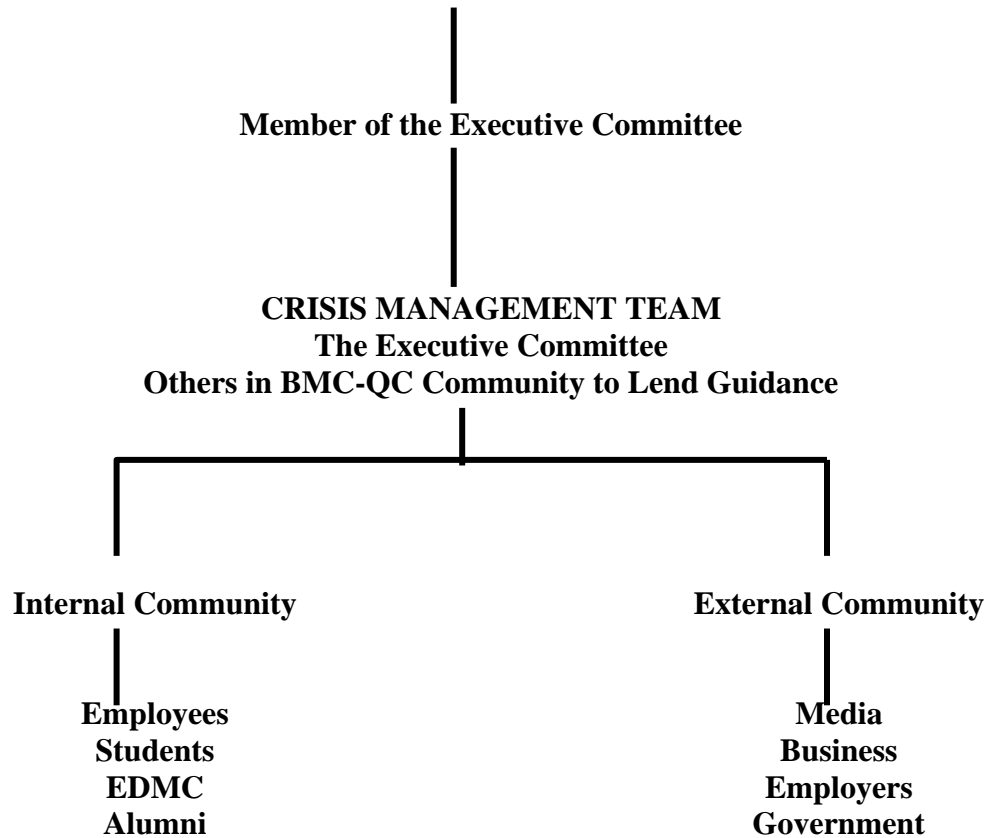 Member of the Executive Committee
CRISIS MANAGEMENT TEAM
The Executive Committee
Others in BMC-QC Community to Lend Guidance
Internal Community
External Community
Employees
Students
EDMC
Alumni
Media
Business
Employers
Government